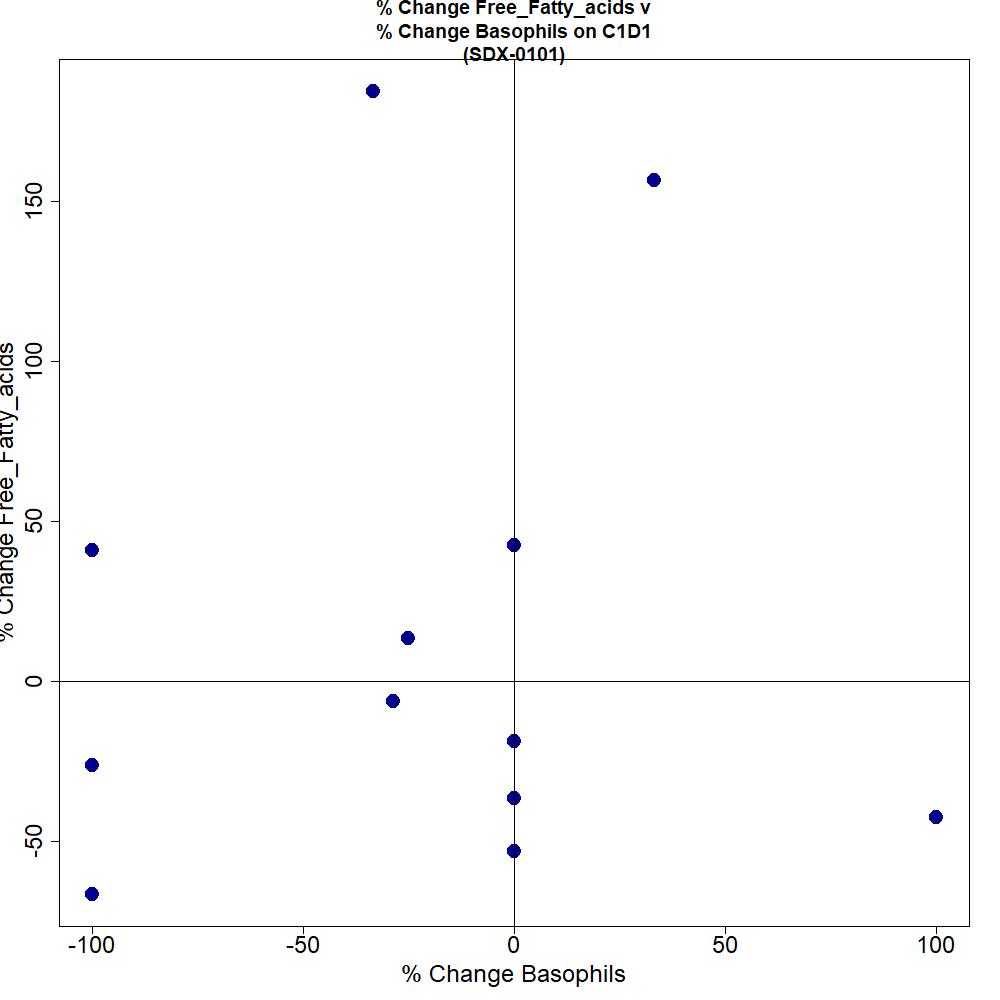 % Change Free_Fatty_acids v
% Change Basophils on C1D1
(SDX-0101)
% Change Free_Fatty_acids
150
100
50
0
-50
-100
-50
0
50
100
% Change Basophils